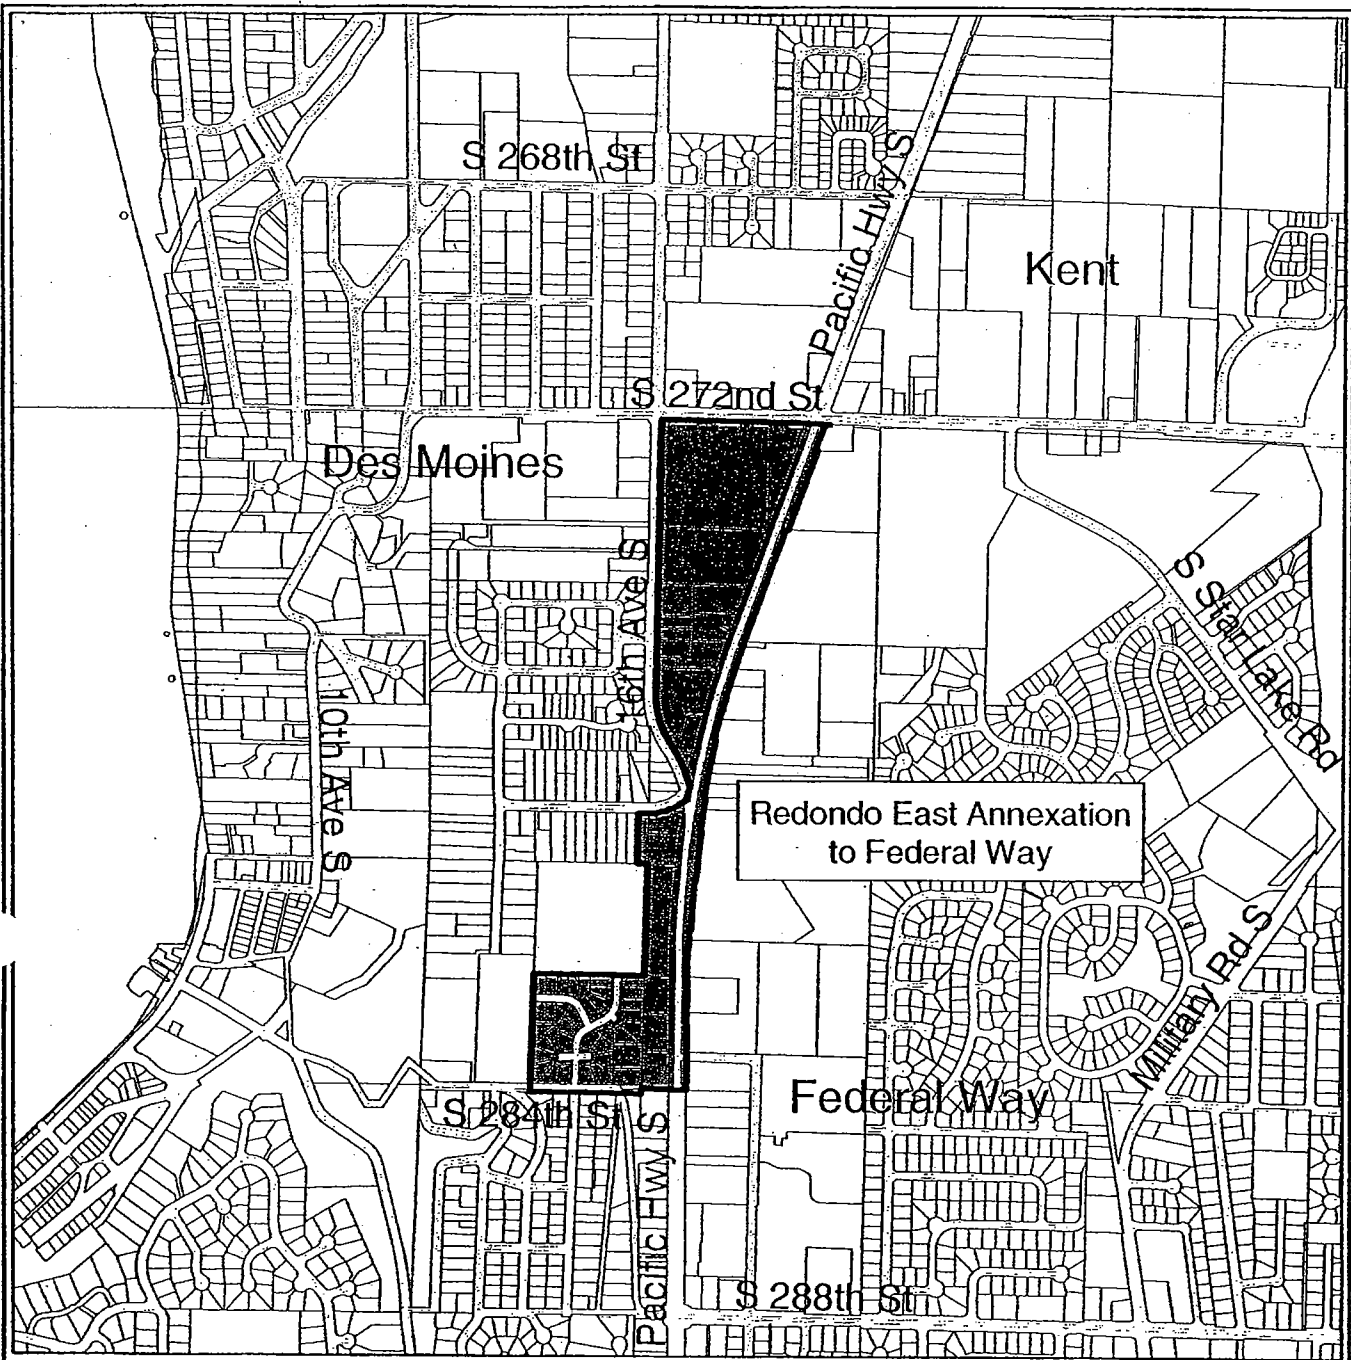 S 268th St
Pacific Hwy S
Kent
S 272nd St
Des Moines
16th Ave S
S Star Lake Rd
10th Ave S
Redondo East Annexation
to Federal Way
Military Rd S
Federal Way
S 284th St
Pacific Hwy S
S 288th St